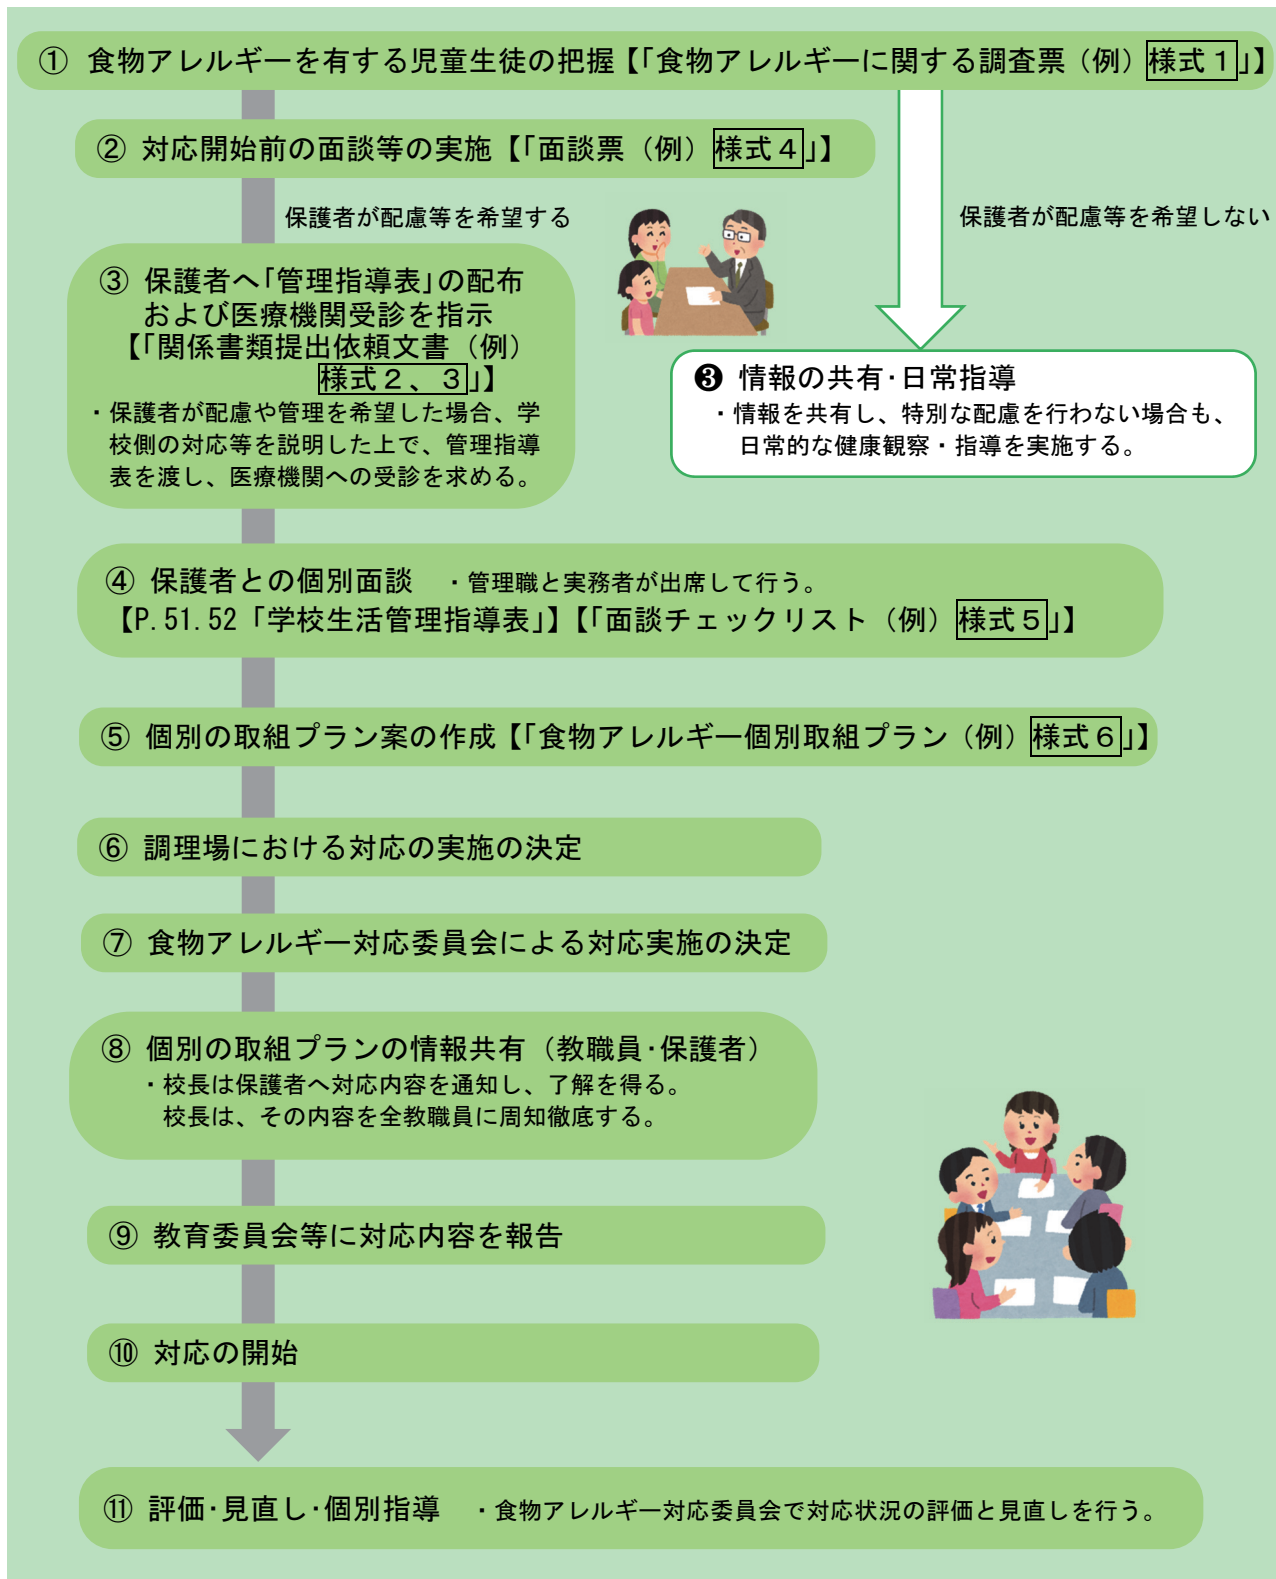 ① 食物アレルギーを有する児童生徒の把握【「食物アレルギーに関する調査票（例）様式１」】
② 対応開始前の面談等の実施【「面談票（例）様式４」】
保護者が配慮等を希望する
保護者が配慮等を希望しない
③ 保護者へ「管理指導表」の配布
および医療機関受診を指示
【「関係書類提出依頼文書（例）
様式２、３」】
・保護者が配慮や管理を希望した場合、学
校側の対応等を説明した上で、管理指導
表を渡し、医療機関への受診を求める。
❸ 情報の共有・日常指導
・情報を共有し、特別な配慮を行わない場合も、
日常的な健康観察・指導を実施する。
④ 保護者との個別面談 ・管理職と実務者が出席して行う。
【P.51.52「学校生活管理指導表」】【「面談チェックリスト（例）様式５」】
⑤ 個別の取組プラン案の作成【「食物アレルギー個別取組プラン（例）様式６」】
⑥ 調理場における対応の実施の決定
⑦ 食物アレルギー対応委員会による対応実施の決定
⑧ 個別の取組プランの情報共有（教職員・保護者）
・校長は保護者へ対応内容を通知し、了解を得る。
校長は、その内容を全教職員に周知徹底する。
⑨ 教育委員会等に対応内容を報告
⑩ 対応の開始
⑪ 評価・見直し・個別指導 ・食物アレルギー対応委員会で対応状況の評価と見直しを行う。